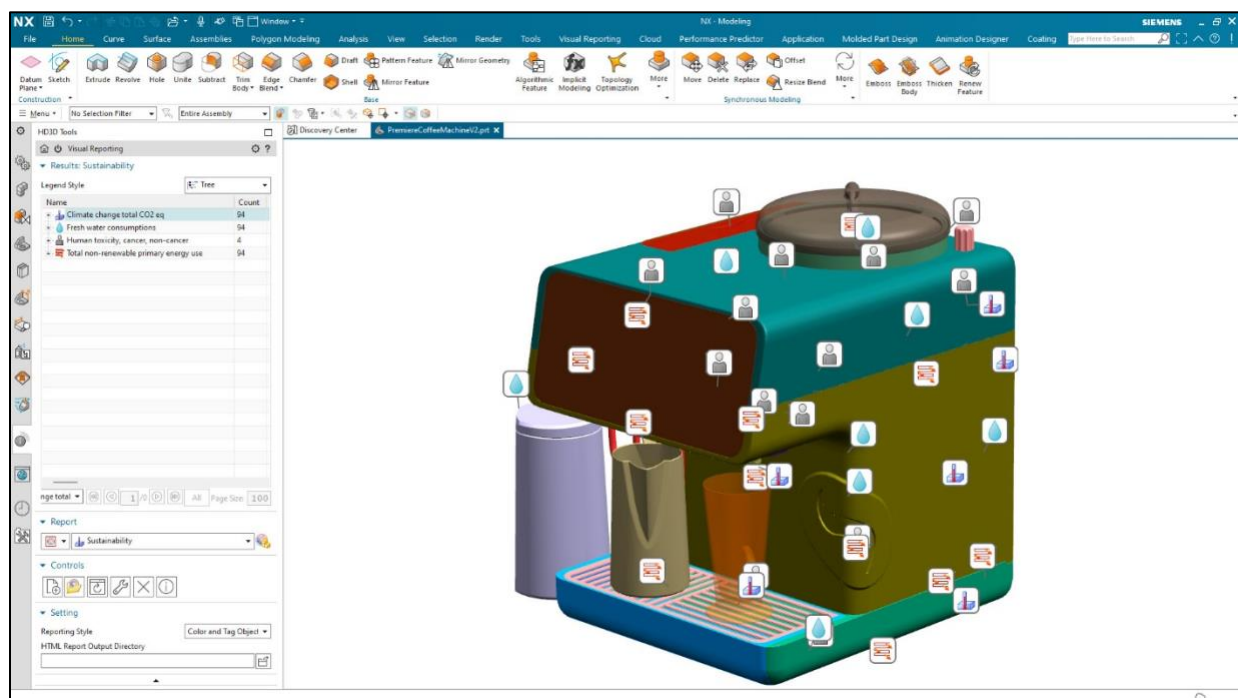 NX Window NX - Modeling SIEMENS
File Home Curve Surface Assemblies Polygon Modeling Analysis View Selection Render Tools Visual Reporting Cloud Performance Predictor Application Molded Part Design Animation Designer Coating Type Here to Search
Datum Plane Sketch Extrude Revolve Hole Unite Subtract Trim Body Edge Blend Chamfer Draft Pattern Feature Mirror Geometry Shell Mirror Feature Algorithmic Feature Implicit Modeling Topology Optimization More Move Delete Replace Offset Resize Blend More Emboss Emboss Body Thicken Renew Feature
Construction Base Synchronous Modeling
Menu No Selection Filter Entire Assembly
HD3D Tools Discovery Center PremiereCoffeeMachineV2.prt
Visual Reporting
Results: Sustainability
Legend Style Tree
Name Count
Climate change total CO2 eq 94
Fresh water consumptions 94
Human toxicity, cancer, non-cancer 4
Total non-renewable primary energy use 94
nge total 1 /0 All Page Size 100
Report
Sustainability
Controls
Setting
Reporting Style Color and Tag Object
HTML Report Output Directory